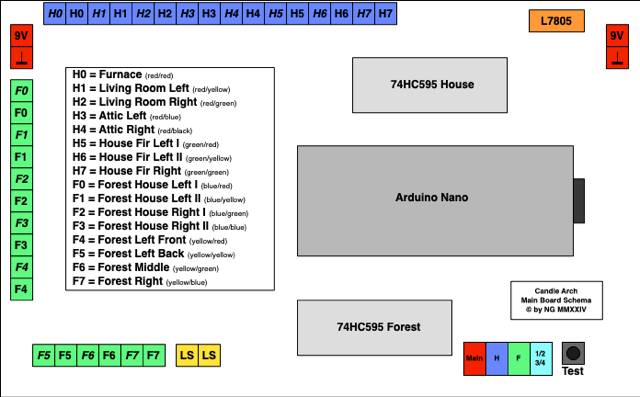 H0 H0 H1 H1 H2 H2 H3 H3 H4 H4 H5 H5 H6 H6 H7 H7
L7805
9V
⊥
9V
⊥
F0
F0
F1
F1
F2
F2
F3
F3
F4
F4
H0 = Furnace (red/red)
H1 = Living Room Left (red/yellow)
H2 = Living Room Right (red/green)
H3 = Attic Left (red/blue)
H4 = Attic Right (red/black)
H5 = House Fir Left I (green/red)
H6 = House Fir Left II (green/yellow)
H7 = House Fir Right (green/green)
F0 = Forest House Left I (blue/red)
F1 = Forest House Left II (blue/yellow)
F2 = Forest House Right I (blue/green)
F3 = Forest House Right II (blue/blue)
F4 = Forest Left Front (yellow/red)
F5 = Forest Left Back (yellow/yellow)
F6 = Forest Middle (yellow/green)
F7 = Forest Right (yellow/blue)
74HC595 House
Arduino Nano
74HC595 Forest
Candle Arch
Main Board Schema
© by NG MMXXIV
F5 F5 F6 F6 F7 F7
LS LS
Main H F 1/2
3/4
Test